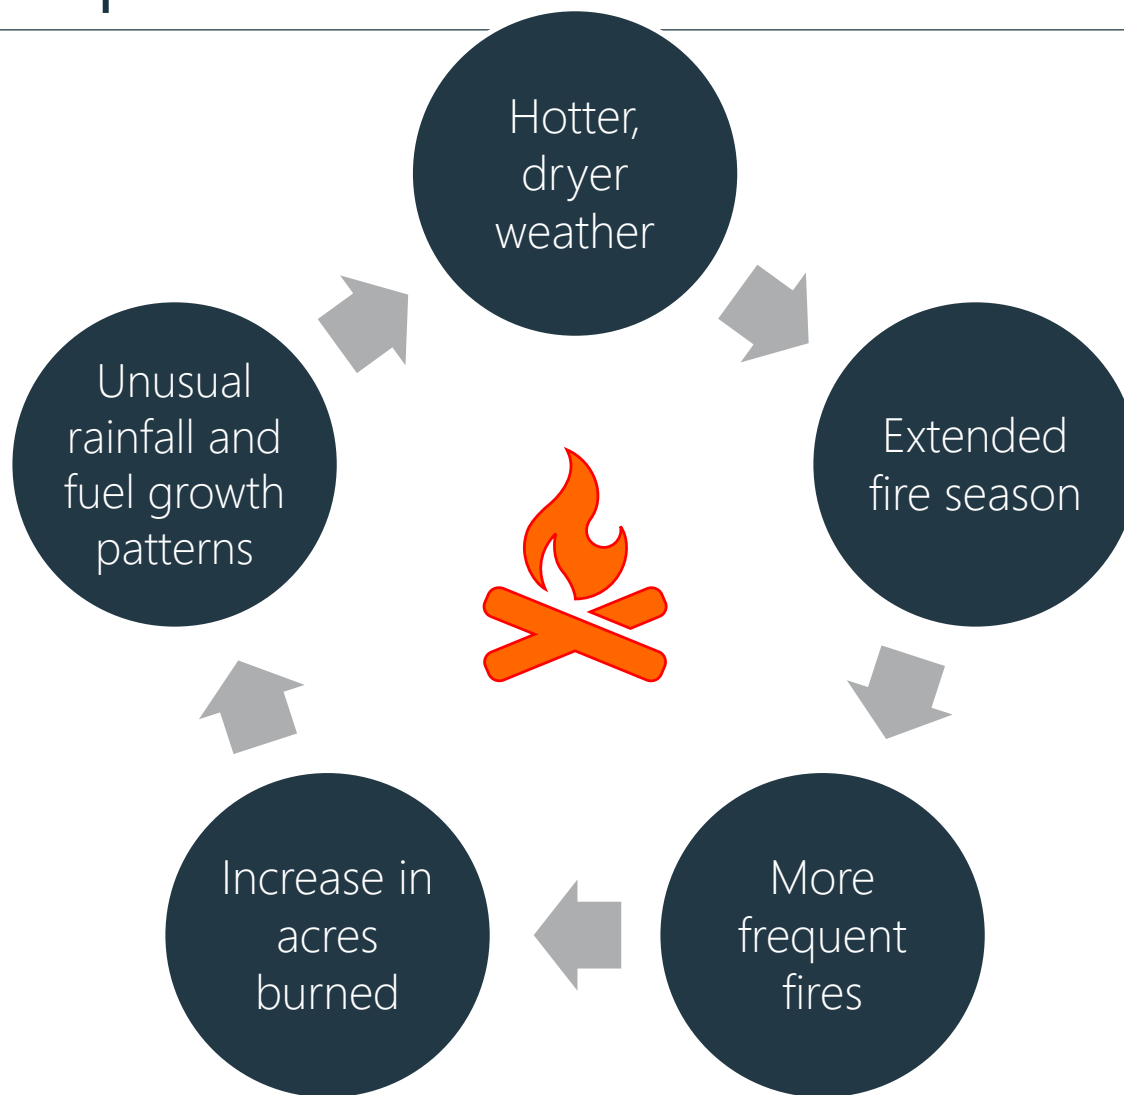 Hotter,
dryer
weather
Extended
fire season
More
frequent
fires
Increase in
acres
burned
Unusual
rainfall and
fuel growth
patterns